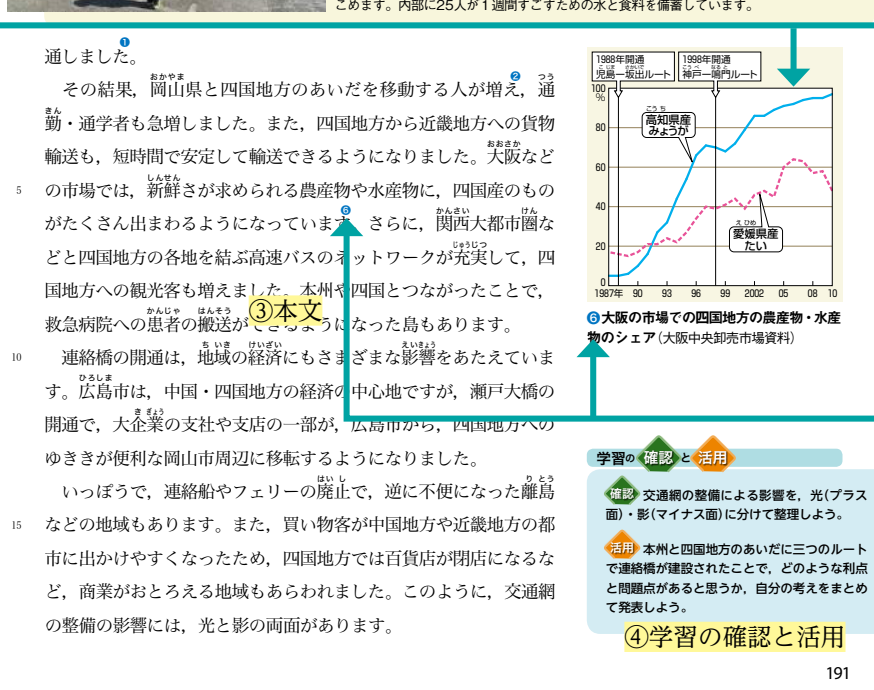 こめます。内部に25人が1週間すごすための水と食料を備蓄しています。
通しました。❶
その結果，岡山県と四国地方のあいだを移動する人が増え，❷通
勤・通学者も急増しました。また，四国地方から近畿地方への貨物
輸送も，短時間で安定して輸送できるようになりました。大阪など
5 の市場では，新鮮さが求められる農産物や水産物に，四国産のもの
がたくさん出まわるようになっています。❻さらに，関西大都市圏な
どと四国地方の各地を結ぶ高速バスのネットワークが充実して，四
国地方への観光客も増えました。本州や四国とつながったことで，
③本文
救急病院への患者の搬送ができるようになった島もあります。
10 連絡橋の開通は，地域の経済にもさまざまな影響をあたえていま
す。広島市は，中国・四国地方の経済の中心地ですが，瀬戸大橋の
開通で，大企業の支社や支店の一部が，広島市から，四国地方への
ゆききが便利な岡山市周辺に移転するようになりました。
いっぽうで，連絡船やフェリーの廃止で，逆に不便になった離島
15 などの地域もあります。また，買い物客が中国地方や近畿地方の都
市に出かけやすくなったため，四国地方では百貨店が閉店になるな
ど，商業がおとろえる地域もあらわれました。このように，交通網
の整備の影響には，光と影の両面があります。
1988年開通
児島ー坂出ルート
1998年開通
神戸ー鳴門ルート
100
%
80
60
40
20
0
高知県産
みょうが
愛媛県産
たい
1987年 90 93 96 99 2002 05 08 10
❻大阪の市場での四国地方の農産物・水産
物のシェア(大阪中央卸売市場資料)
学習の確認と活用
確認 交通網の整備による影響を，光(プラス
面)・影(マイナス面)に分けて整理しよう。
活用 本州と四国地方のあいだに三つのルート
で連絡橋が建設されたことで，どのような利点
と問題点があると思うか，自分の考えをまとめ
て発表しよう。
④学習の確認と活用
191